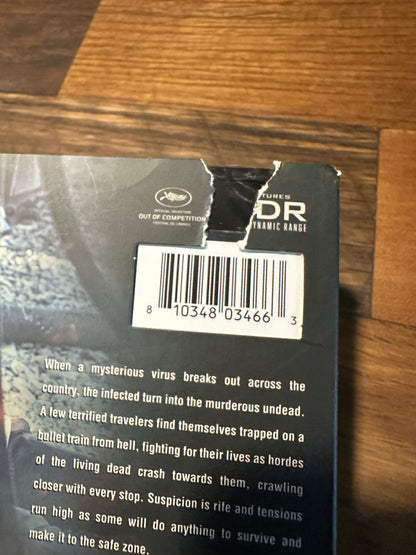 OFFICIAL SELECTION
OUT OF COMPETITION
FESTIVAL DE CANNES
TURES
DR
DYNAMIC RANGE
8 10348 03466 3
When a mysterious virus breaks out across the
country, the infected turn into the murderous undead.
A few terrified travelers find themselves trapped on a
bullet train from hell, fighting for their lives as hordes
of the living dead crash towards them, crawling
closer with every stop. Suspicion is rife and tensions
run high as some will do anything to survive and
make it to the safe zone.